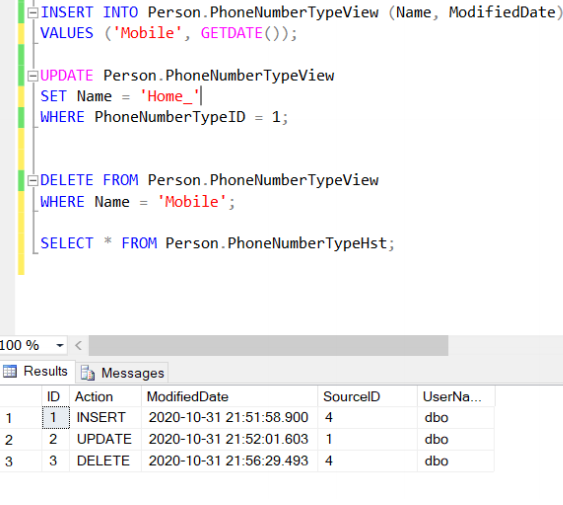 INSERT INTO Person.PhoneNumberTypeView (Name, ModifiedDate)
VALUES ('Mobile', GETDATE());
UPDATE Person.PhoneNumberTypeView
SET Name = 'Home_'
WHERE PhoneNumberTypeID = 1;
DELETE FROM Person.PhoneNumberTypeView
WHERE Name = 'Mobile';
SELECT * FROM Person.PhoneNumberTypeHst;
100 %
Results Messages
ID Action ModifiedDate SourceID UserNa...
1 1 INSERT 2020-10-31 21:51:58.900 4 dbo
2 2 UPDATE 2020-10-31 21:52:01.603 1 dbo
3 3 DELETE 2020-10-31 21:56:29.493 4 dbo